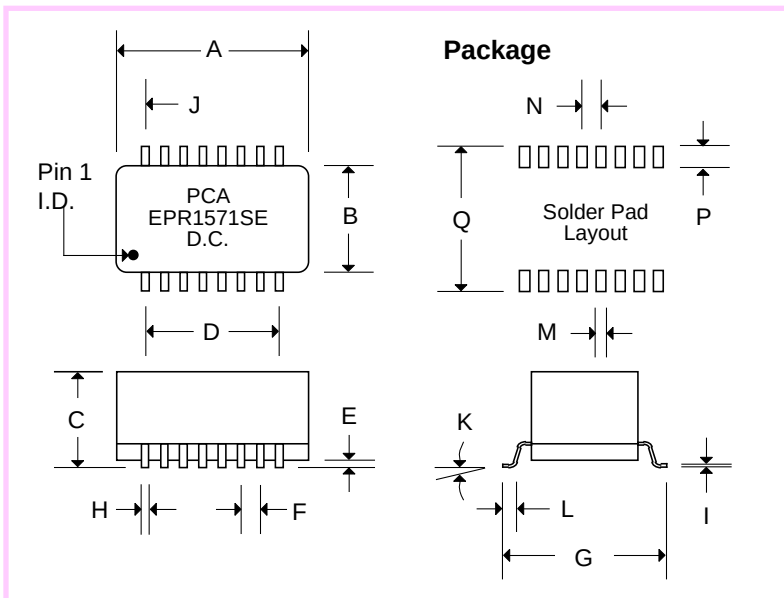 A
Package
J
N
Pin 1
I.D.
PCA
EPR1571SE
D.C.
B
Q
Solder Pad
Layout
P
D
M
C
E
K
H
F
L
I
G